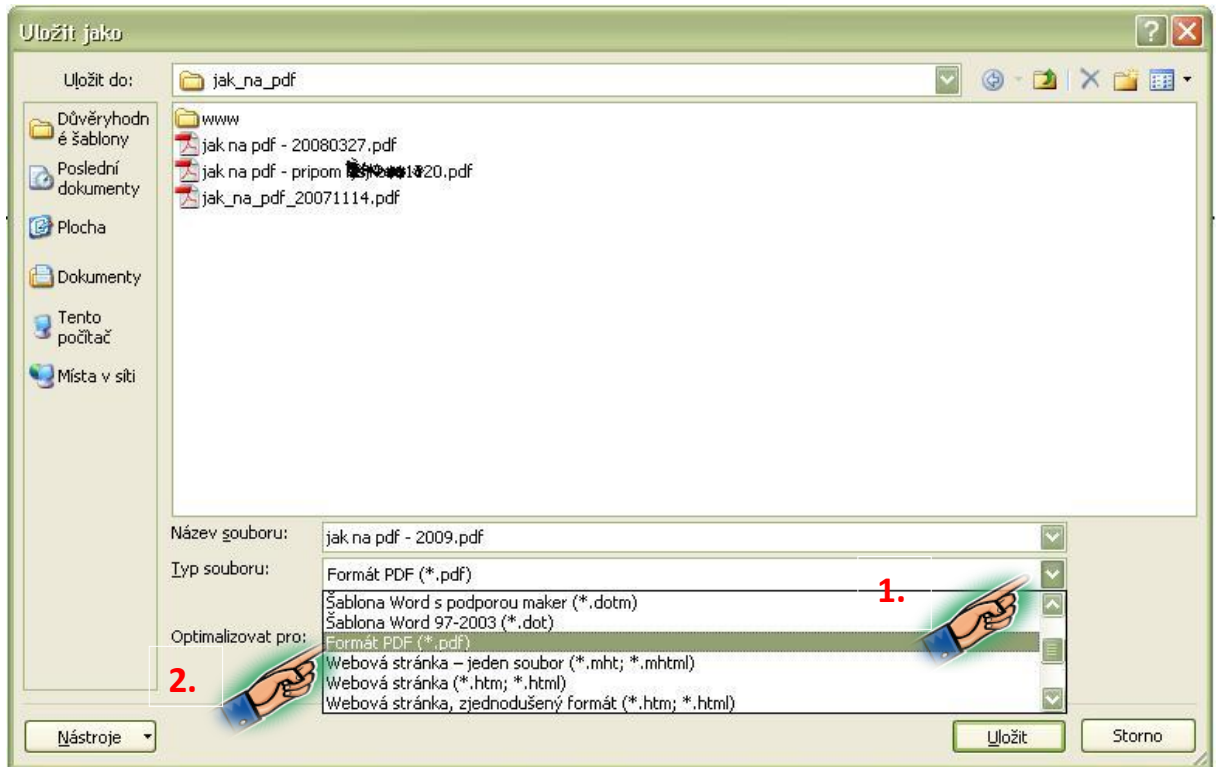 Uložit jako
Uložit do:
jak_na_pdf
Důvěryhodn
é šablony
Poslední
dokumenty
Plocha
Dokumenty
Tento
počítač
Místa v síti
www
jak na pdf - 20080327.pdf
jak na pdf - pripom 20.pdf
jak_na_pdf_20071114.pdf
Název souboru:
jak na pdf - 2009.pdf
Typ souboru:
Formát PDF (*.pdf)
1.
Šablona Word s podporou maker (*.dotm)
Šablona Word 97-2003 (*.dot)
Optimalizovat pro:
Formát PDF (*.pdf)
Webová stránka – jeden soubor (*.mht; *.mhtml)
2.
Webová stránka (*.htm; *.html)
Webová stránka, zjednodušený formát (*.htm; *.html)
Nástroje
Uložit
Storno